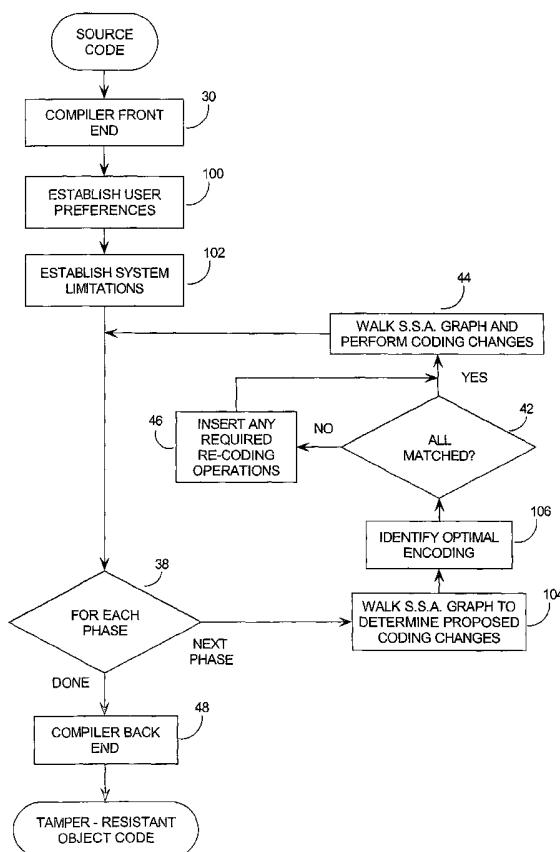 SOURCE
CODE
30
COMPILER FRONT
END
100
ESTABLISH USER
PREFERENCES
102
ESTABLISH SYSTEM
LIMITATIONS
44
WALK S.S.A. GRAPH AND
PERFORM CODING CHANGES
YES
42
ALL
MATCHED?
NO
46
INSERT ANY
REQUIRED
RE-CODING
OPERATIONS
106
IDENTIFY OPTIMAL
ENCODING
104
WALK S.S.A. GRAPH TO
DETERMINE PROPOSED
CODING CHANGES
38
FOR EACH
PHASE
NEXT
PHASE
DONE
48
COMPILER BACK
END
TAMPER - RESISTANT
OBJECT CODE